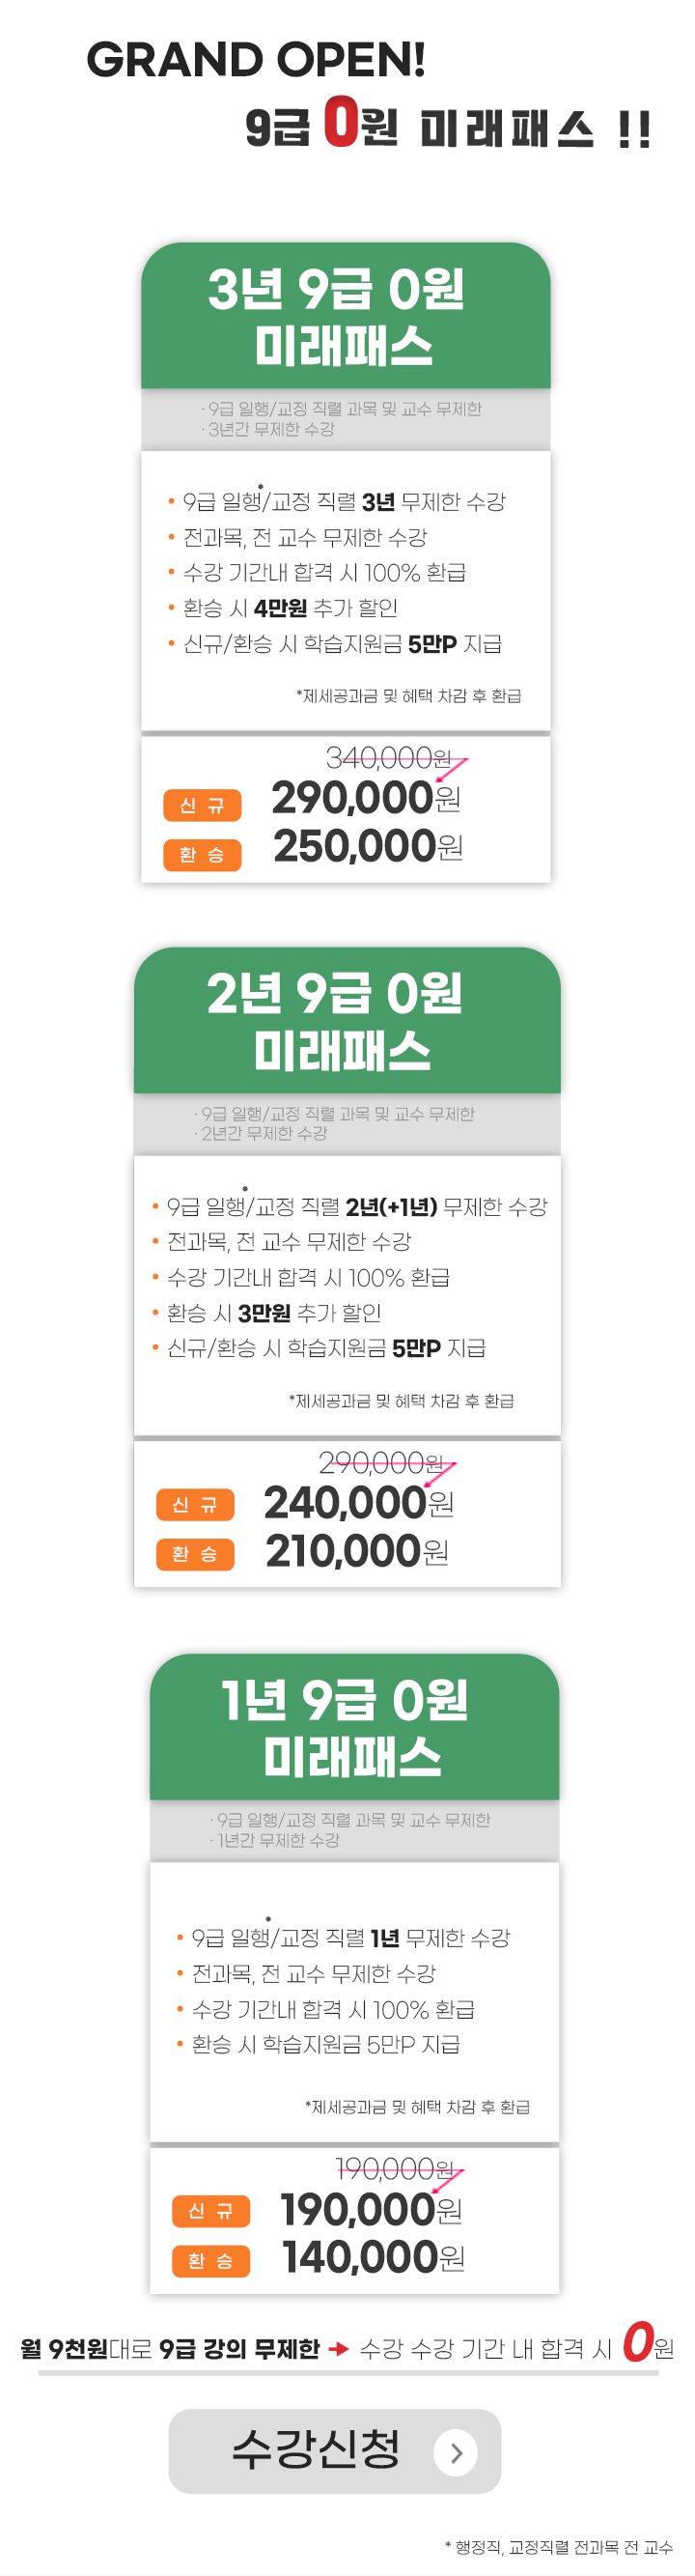 GRAND OPEN!
9급 0원 미래패스 !!
3년 9급 0원
미래패스
· 9급 일행/교정 직렬 과목 및 교수 무제한
· 3년간 무제한 수강
• 9급 일행*/교정 직렬 3년 무제한 수강
• 전과목, 전 교수 무제한 수강
• 수강 기간내 합격 시 100% 환급
• 환승 시 4만원 추가 할인
• 신규/환승 시 학습지원금 5만P 지급
*제세공과금 및 혜택 차감 후 환급
340,000원
신 규 290,000원
환 승 250,000원
2년 9급 0원
미래패스
· 9급 일행/교정 직렬 과목 및 교수 무제한
· 2년간 무제한 수강
• 9급 일행*/교정 직렬 2년(+1년) 무제한 수강
• 전과목, 전 교수 무제한 수강
• 수강 기간내 합격 시 100% 환급
• 환승 시 3만원 추가 할인
• 신규/환승 시 학습지원금 5만P 지급
*제세공과금 및 혜택 차감 후 환급
290,000원
신 규 240,000원
환 승 210,000원
1년 9급 0원
미래패스
· 9급 일행/교정 직렬 과목 및 교수 무제한
· 1년간 무제한 수강
• 9급 일행*/교정 직렬 1년 무제한 수강
• 전과목, 전 교수 무제한 수강
• 수강 기간내 합격 시 100% 환급
• 환승 시 학습지원금 5만P 지급
*제세공과금 및 혜택 차감 후 환급
190,000원
신 규 190,000원
환 승 140,000원
월 9천원대로 9급 강의 무제한 → 수강 수강 기간 내 합격 시 0원
수강신청 >
* 행정직, 교정직렬 전과목 전 교수